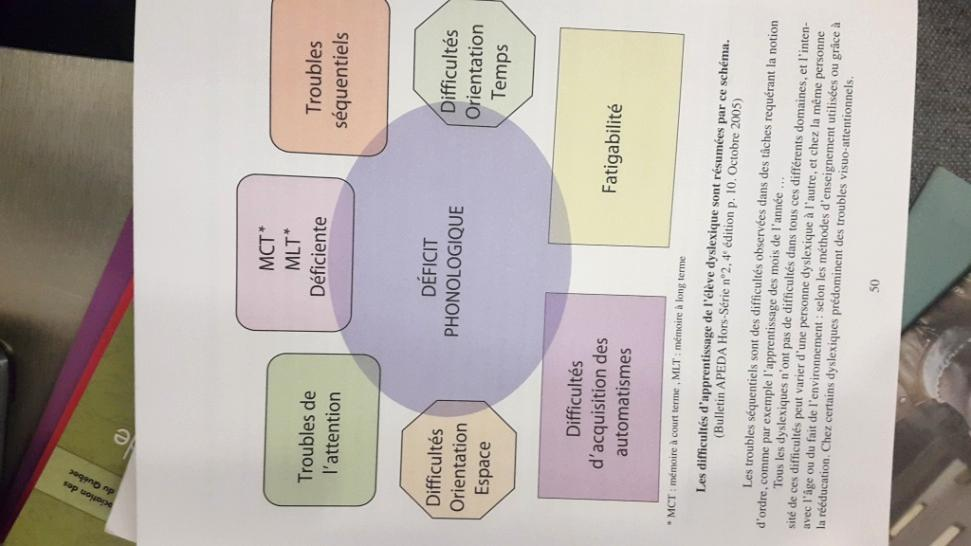 Troubles de
l'attention
MCT*
MLT*
Déficiente
Troubles
séquentiels
Difficultés
Orientation
Espace
DÉFICIT
PHONOLOGIQUE
Difficultés
Orientation
Temps
Difficultés
d'acquisition des
automatismes
Fatigabilité
* MCT : mémoire à court terme , MLT : mémoire à long terme
Les difficultés d'apprentissage de l'élève dyslexique sont résumées par ce schéma.
(Bulletin APEDA Hors-Série n°2, 4e édition p. 10. Octobre 2005)
Les troubles séquentiels sont des difficultés observées dans des tâches requérant la notion
d'ordre, comme par exemple l'apprentissage des mois de l'année …
Tous les dyslexiques n'ont pas de difficultés dans tous ces différents domaines, et l'inten-
sité de ces difficultés peut varier d'une personne dyslexique à l'autre, et chez la même personne
avec l'âge ou du fait de l'environnement : selon les méthodes d'enseignement utilisées ou grâce à
la rééducation. Chez certains dyslexiques prédominent des troubles visuo-attentionnels.
50
du Québec